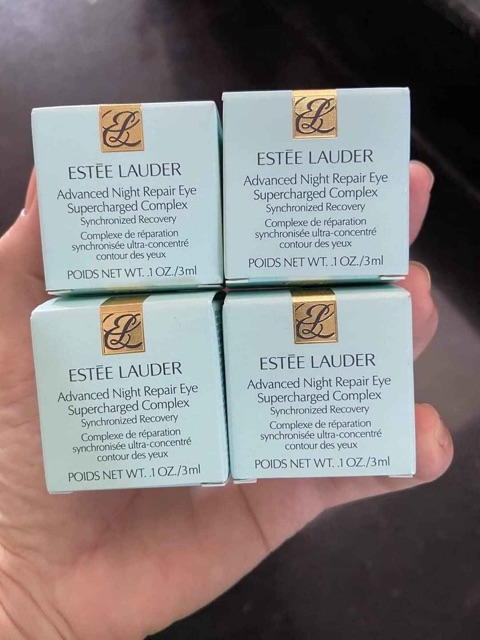 EL
ESTĒE LAUDER
Advanced Night Repair Eye
Supercharged Complex
Synchronized Recovery
Complexe de réparation
synchronisée ultra-concentré
contour des yeux
POIDS NET WT. .1 OZ./3ml
EL
ESTĒE LAUDER
Advanced Night Repair Eye
Supercharged Complex
Synchronized Recovery
Complexe de réparation
synchronisée ultra-concentré
contour des yeux
POIDS NET WT. .1 OZ./3ml
EL
ESTĒE LAUDER
Advanced Night Repair Eye
Supercharged Complex
Synchronized Recovery
Complexe de réparation
synchronisée ultra-concentré
contour des yeux
POIDS NET WT. .1 OZ./3ml
EL
ESTĒE LAUDER
Advanced Night Repair Eye
Supercharged Complex
Synchronized Recovery
Complexe de réparation
synchronisée ultra-concentré
contour des yeux
POIDS NET WT. .1 OZ./3ml